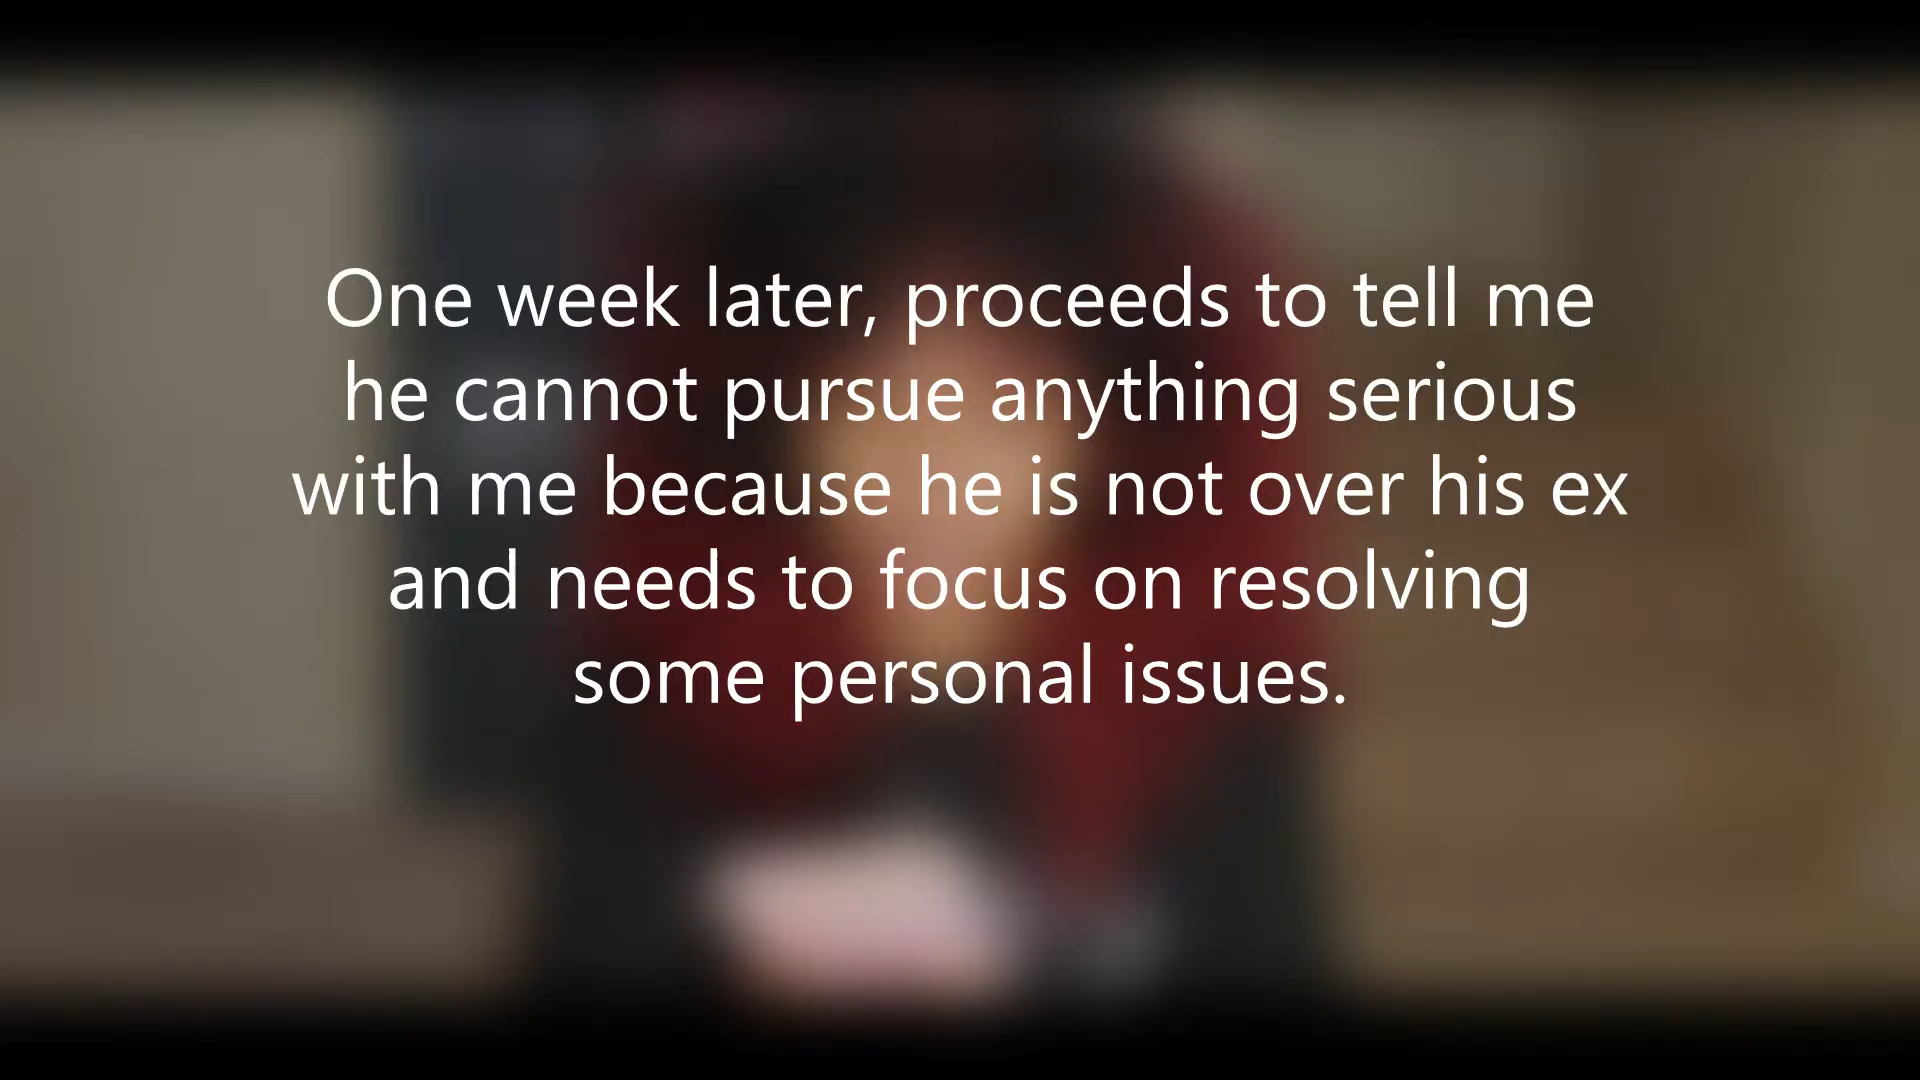 One week later, proceeds to tell me
he cannot pursue anything serious
with me because he is not over his ex
and needs to focus on resolving
some personal issues.